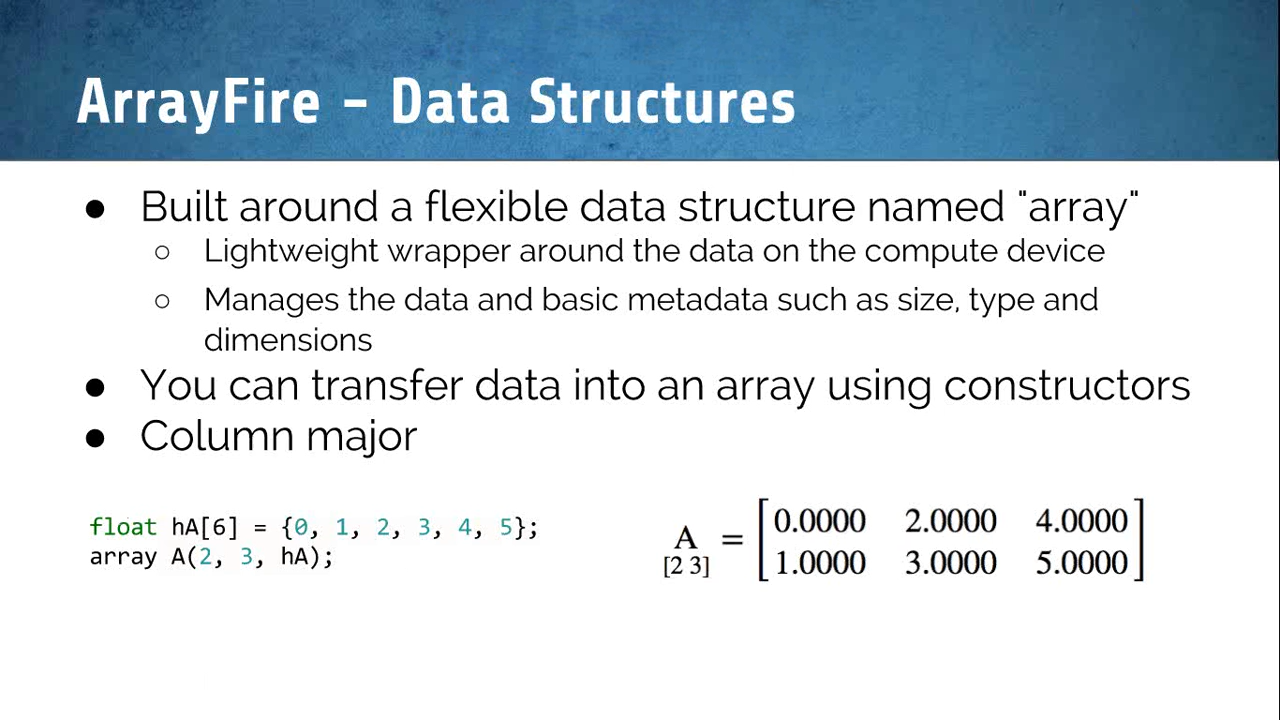 ArrayFire – Data Structures
● Built around a flexible data structure named "array"
○ Lightweight wrapper around the data on the compute device
○ Manages the data and basic metadata such as size, type and
dimensions
● You can transfer data into an array using constructors
● Column major
float hA[6] = {0, 1, 2, 3, 4, 5};
array A(2, 3, hA);
A
[2 3]
=
[0.0000 2.0000 4.0000
1.0000 3.0000 5.0000]